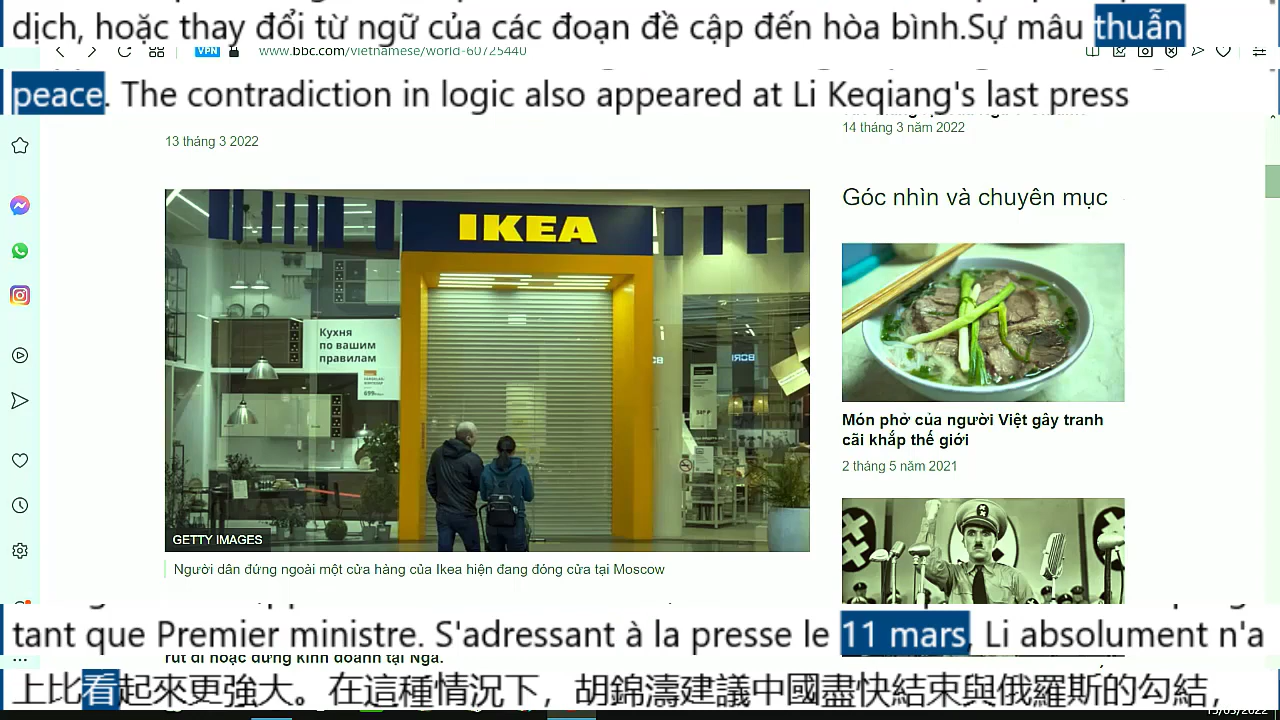 dịch, hoặc thay đổi từ ngữ của các đoạn đề cập đến hòa bình.Sự mâu thuẫn
VPN www.bbc.com/vietnamese/world-60725440
peace. The contradiction in logic also appeared at Li Keqiang's last press
13 tháng 3 2022
14 tháng 3 năm 2022
Góc nhìn và chuyên mục
IKEA
Кухня
по вашим
правилам
GETTY IMAGES
Người dân đứng ngoài một cửa hàng của Ikea hiện đang đóng cửa tại Moscow
Món phở của người Việt gây tranh
cãi khắp thế giới
2 tháng 5 năm 2021
tant que Premier ministre. S'adressant à la presse le 11 mars, Li absolument n'a
rút đi hoặc dừng kinh doanh tại Nga.
上比看起來更強大。在這種情況下，胡錦濤建議中國盡快結束與俄羅斯的勾結，
15/03/2022